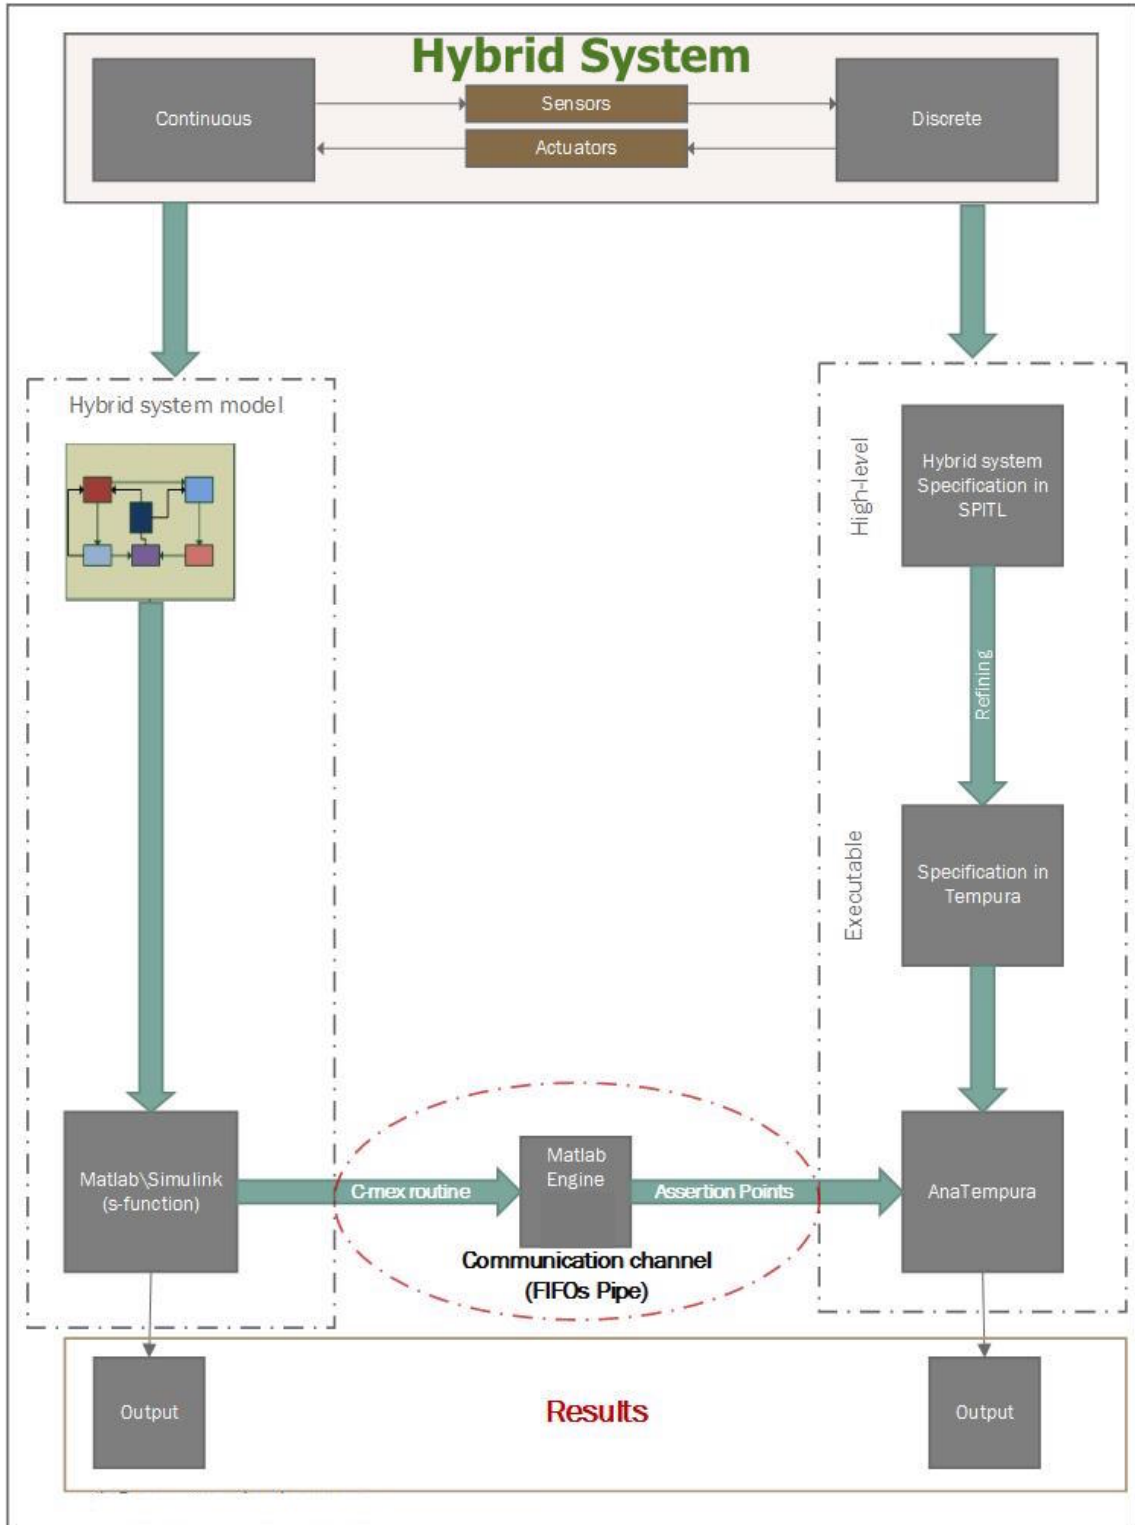 Hybrid System
Continuous
Sensors
Discrete
Actuators
Hybrid system model
High-level
Hybrid system
Specification in
SPITL
Refining
Executable
Specification in
Tempura
Matlab\Simulink
(s-function)
C-mex routine
Matlab
Engine
Assertion Points
AnaTempura
Communication channel
(FIFOs Pipe)
Output
Results
Output